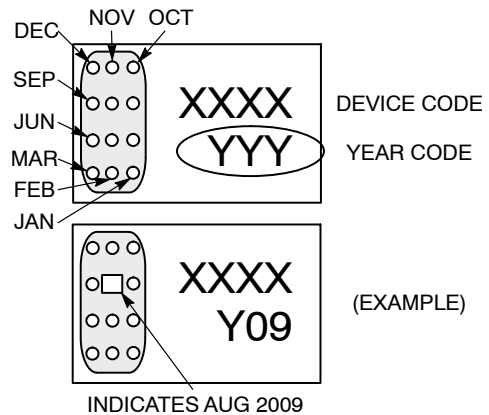 NOV OCT
DEC
SEP
JUN
MAR
FEB
JAN
XXXX DEVICE CODE
YYY YEAR CODE
XXXX
Y09
(EXAMPLE)
INDICATES AUG 2009